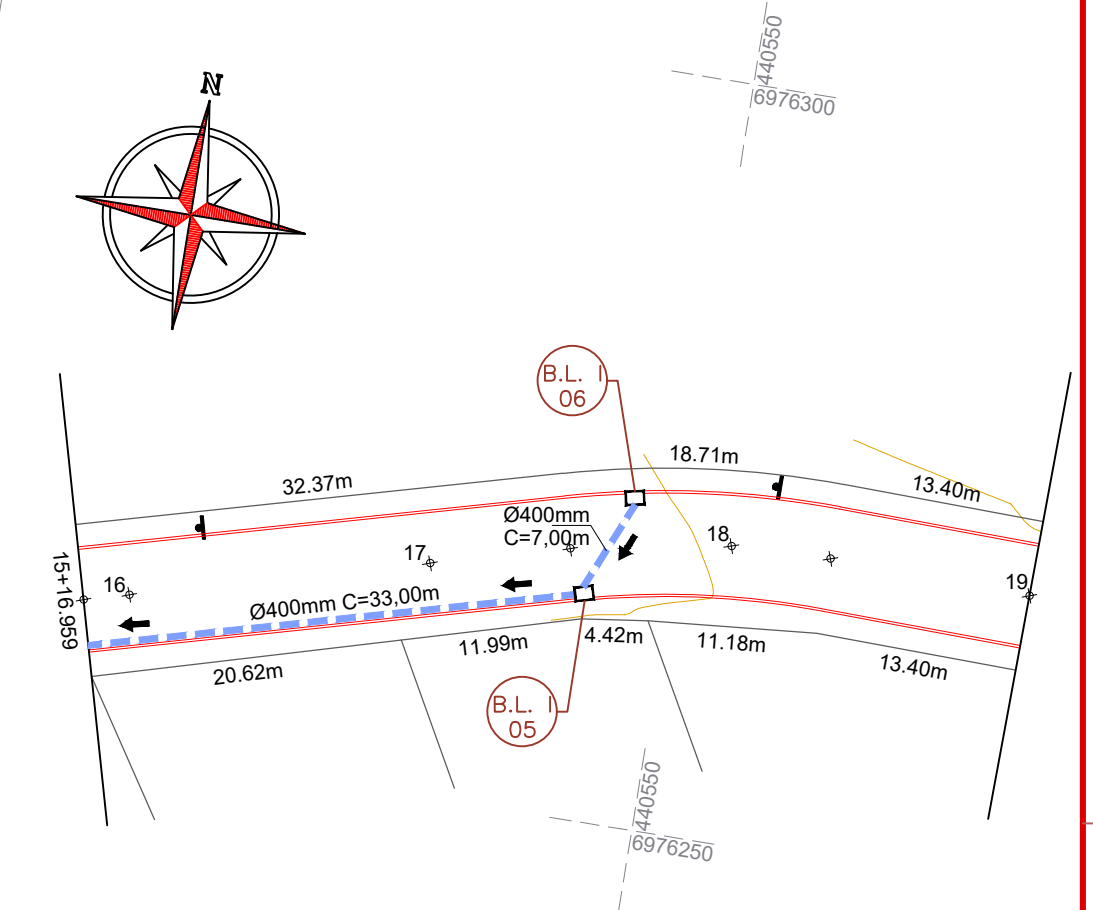 N
440550
6976300
B.L. I
06
18.71m
32.37m
13.40m
Ø400mm
C=7,00m
18
17
16
19
15+16.959
Ø400mm C=33,00m
20.62m
11.99m
4.42m
11.18m
13.40m
B.L. I
05
440550
6976250